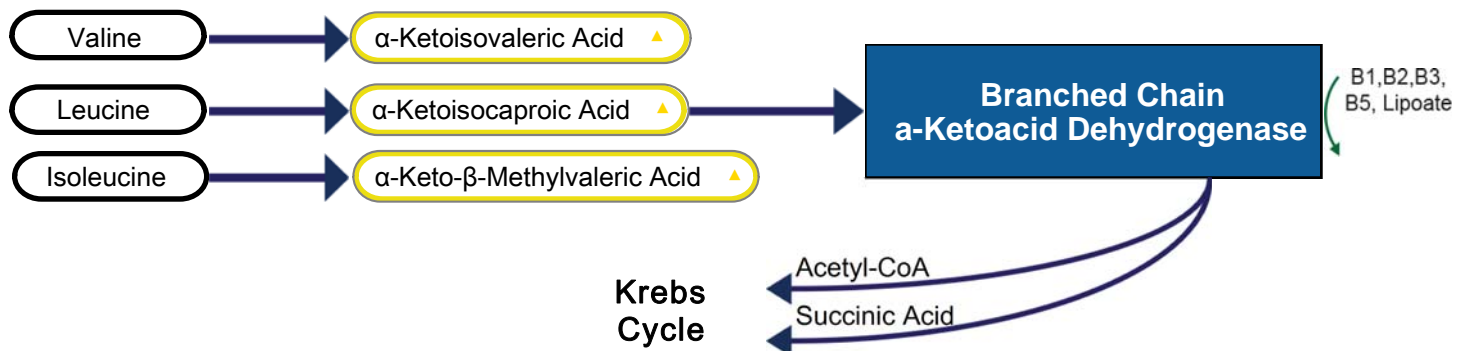 Valine
α-Ketoisovaleric Acid
Leucine
α-Ketoisocaproic Acid
Isoleucine
α-Keto-β-Methylvaleric Acid
Branched Chain
a-Ketoacid Dehydrogenase
B1,B2,B3,
B5, Lipoate
Acetyl-CoA
Succinic Acid
Krebs
Cycle